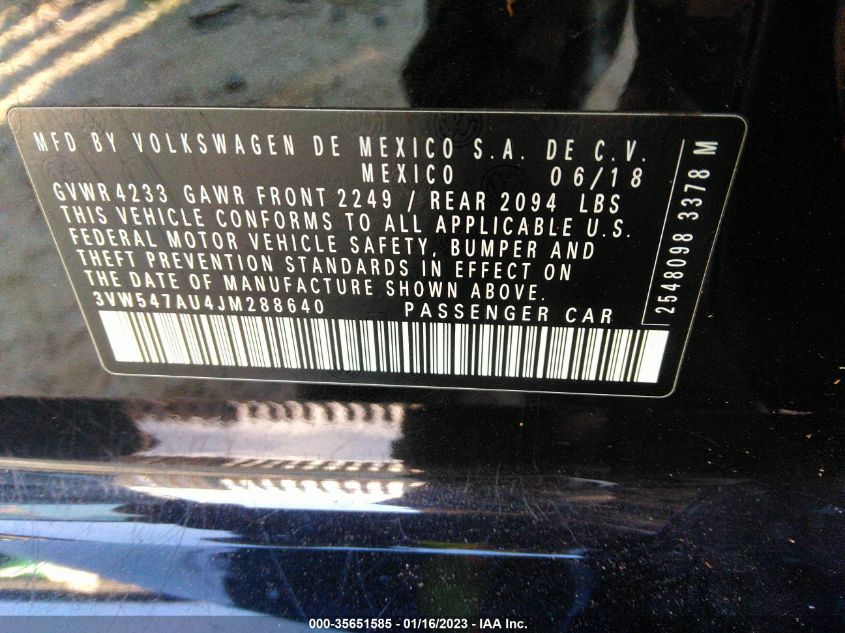 MFD BY VOLKSWAGEN DE MEXICO S.A. DE C.V.
MEXICO 06/18
GVWR 4233 GAWR FRONT 2249 / REAR 2094 LBS
THIS VEHICLE CONFORMS TO ALL APPLICABLE U.S.
FEDERAL MOTOR VEHICLE SAFETY, BUMPER AND
THEFT PREVENTION STANDARDS IN EFFECT ON
THE DATE OF MANUFACTURE SHOWN ABOVE.
3VW547AU4JM288640 PASSENGER CAR
2548098 3378 M
000-35651585 - 01/16/2023 - IAA Inc.